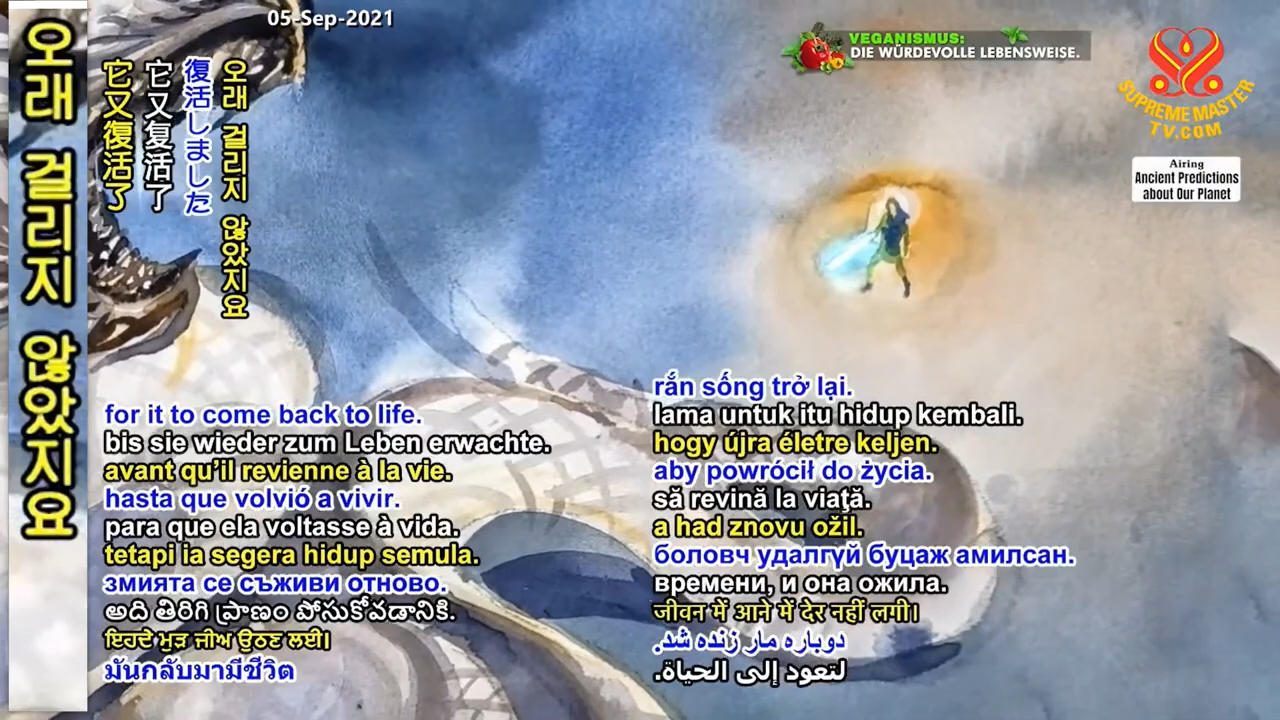 05-Sep-2021
VEGANISMUS:
DIE WÜRDEVOLLE LEBENSWEISE.
SUPREME MASTER
TV.COM
Airing
Ancient Predictions
about Our Planet
오래 걸리지 않았지요
오래 걸리지 않았지요
復活しました
它又复活了
它又復活了
for it to come back to life.
bis sie wieder zum Leben erwachte.
avant qu’il revienne à la vie.
hasta que volvió a vivir.
para que ela voltasse à vida.
tetapi ia segera hidup semula.
змията се съживи отново.
అది తిరిగి ప్రాణం పోసుకోవడానికి.
ਇਹਦੇ ਮੁੜ ਜੀਅ ਉਠਣ ਲਈ।
มันกลับมามีชีวิต
rắn sống trở lại.
lama untuk itu hidup kembali.
hogy újra életre keljen.
aby powrócił do życia.
să revină la viaţă.
a had znovu ožil.
боловч удалгүй буцаж амилсан.
времени, и она ожила.
जीवन में आने में देर नहीं लगी।
دوباره مار زنده شد.
لتعود إلى الحياة.